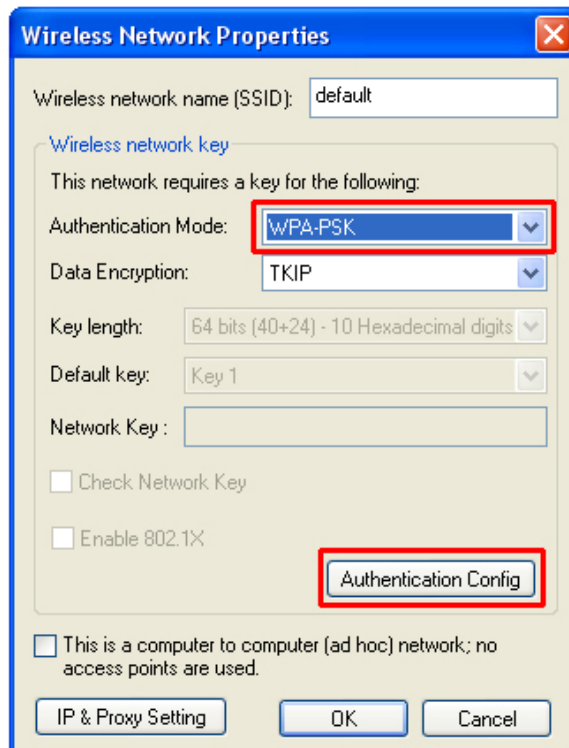 Wireless Network Properties
Wireless network name (SSID): default
Wireless network key
This network requires a key for the following:
Authentication Mode: WPA-PSK
Data Encryption: TKIP
Key length: 64 bits (40+24) - 10 Hexadecimal digits
Default key: Key 1
Network Key :
Check Network Key
Enable 802.1X
Authentication Config
This is a computer to computer (ad hoc) network; no
access points are used.
IP & Proxy Setting OK Cancel